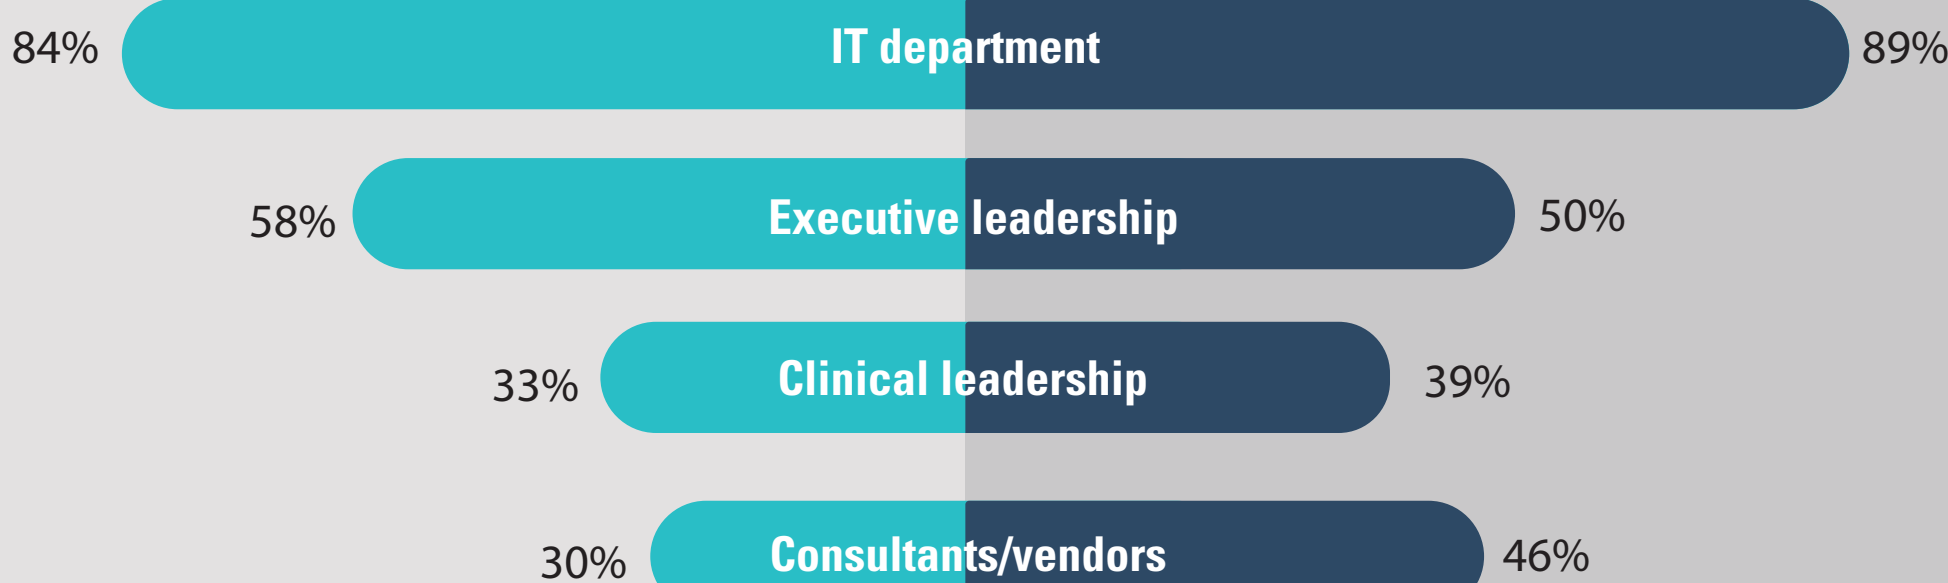 84% IT department 89%
58% Executive leadership 50%
33% Clinical leadership 39%
30% Consultants/vendors 46%